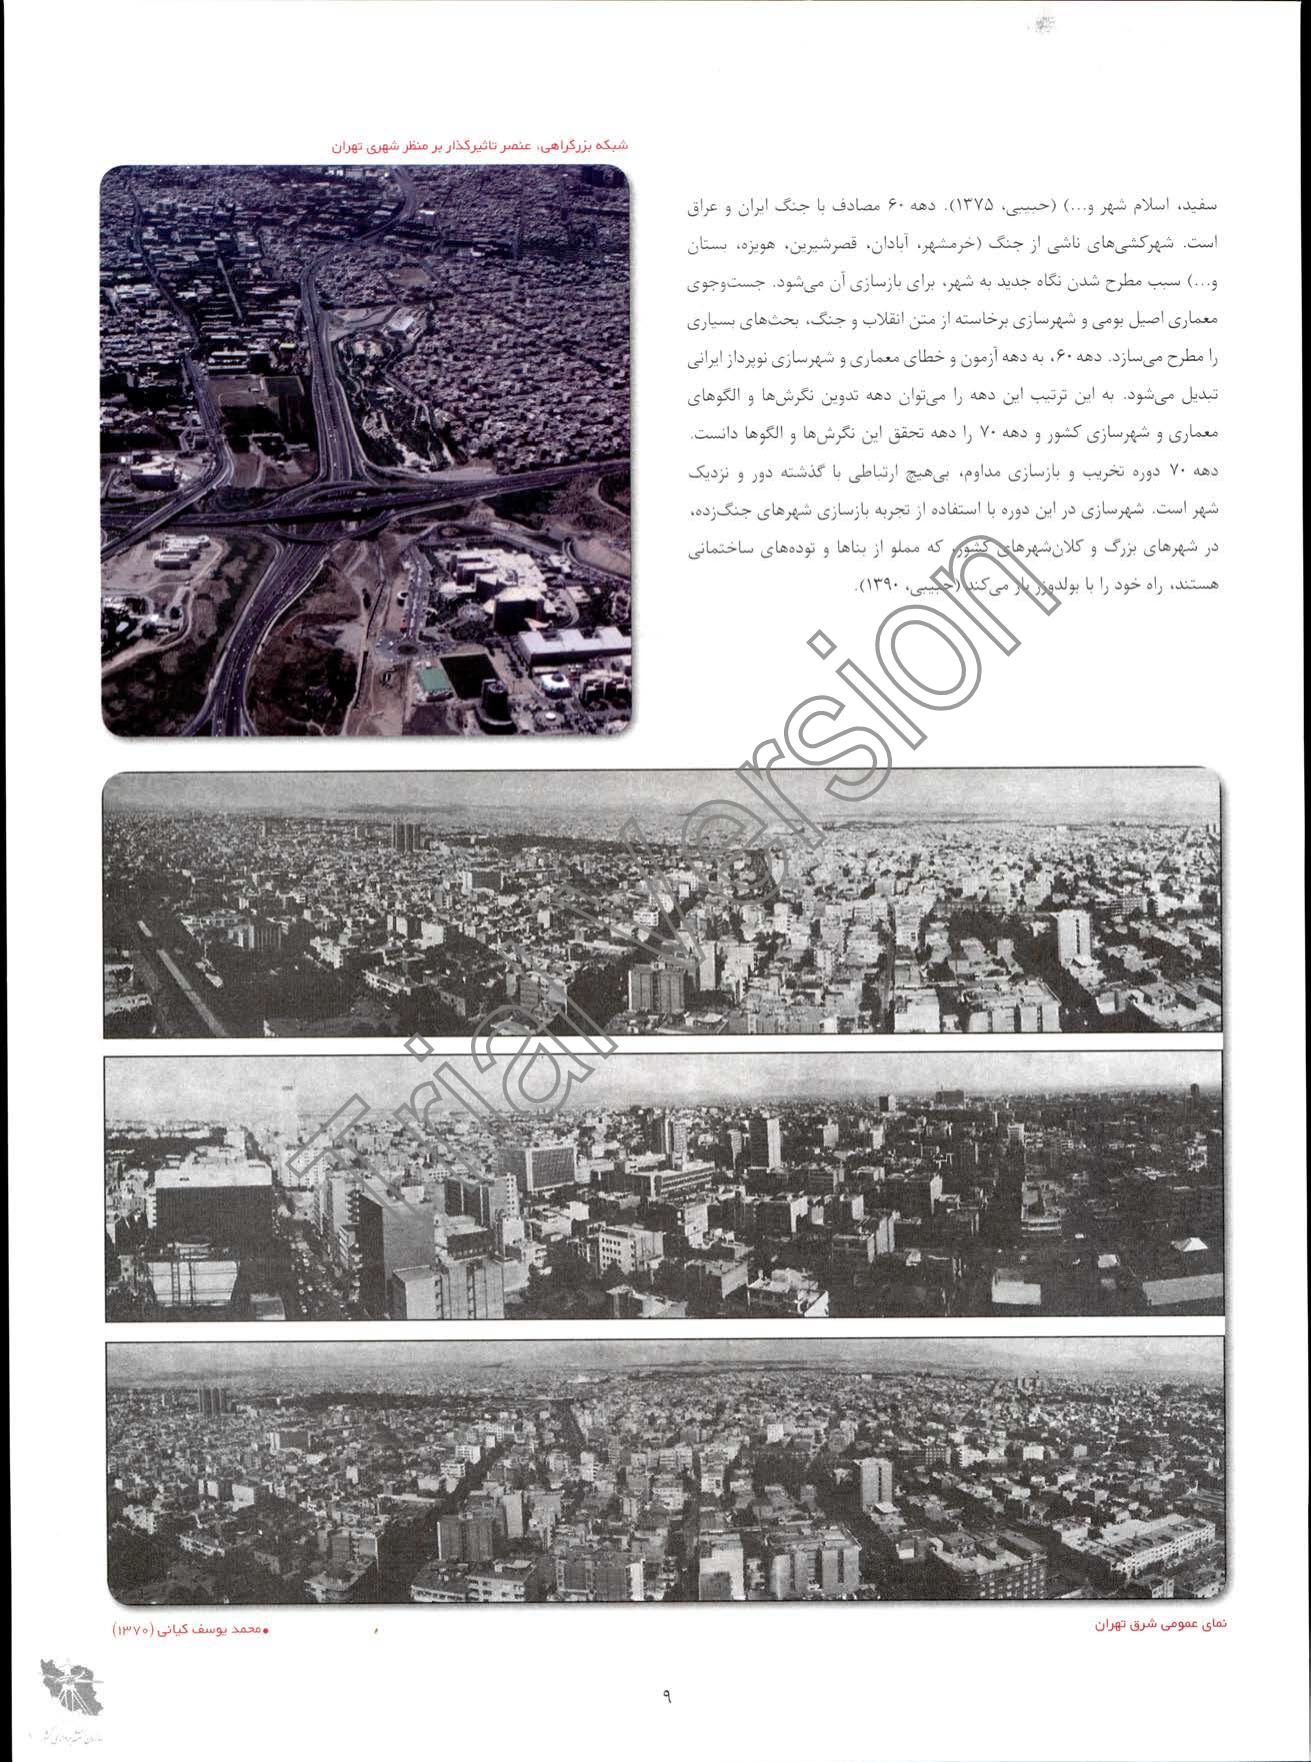 شبکه بزرگراهی، عنصر تاثیرگذار بر منظر شهری تهران
سفید، اسلام شهر و...) (حبیبی، ۱۳۷۵). دهه ۶۰ مصادف با جنگ ایران و عراق
است. شهرکشی‌های ناشی از جنگ (خرمشهر، آبادان، قصرشیرین، هویزه، بستان
و...) سبب مطرح شدن نگاه جدید به شهر، برای بازسازی آن می‌شود. جست‌وجوی
معماری اصیل بومی و شهرسازی برخاسته از متن انقلاب و جنگ، بحث‌های بسیاری
را مطرح می‌سازد. دهه ۶۰، به دهه آزمون و خطای معماری و شهرسازی نوپرداز ایرانی
تبدیل می‌شود. به این ترتیب این دهه را می‌توان دهه تدوین نگرش‌ها و الگوهای
معماری و شهرسازی کشور و دهه ۷۰ را دهه تحقق این نگرش‌ها و الگوها دانست.
دهه ۷۰ دوره تخریب و بازسازی مداوم، بی‌هیچ ارتباطی با گذشته دور و نزدیک
شهر است. شهرسازی در این دوره با استفاده از تجربه بازسازی شهرهای جنگ‌زده،
در شهرهای بزرگ و کلان‌شهرهای کشور، که مملو از بناها و توده‌های ساختمانی
هستند، راه خود را با بولدوزر باز می‌کند (حبیبی، ۱۳۹۰).
Trial Version
نمای عمومی شرق تهران
●محمد یوسف کیانی (۱۳۷۰)
۹
سازمان نقشه‌برداری کشور